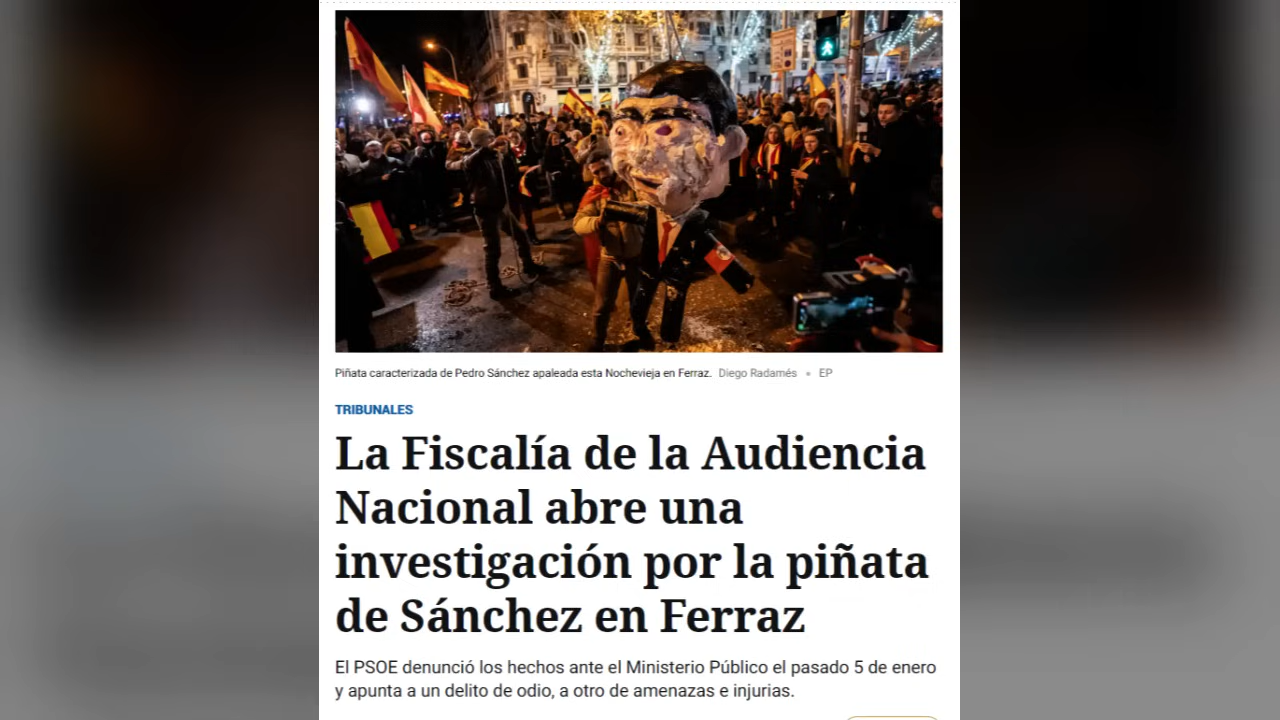 Piñata caracterizada de Pedro Sánchez apaleada esta Nochevieja en Ferraz. Diego Radamés • EP
TRIBUNALES
La Fiscalía de la Audiencia
Nacional abre una
investigación por la piñata
de Sánchez en Ferraz
El PSOE denunció los hechos ante el Ministerio Público el pasado 5 de enero
y apunta a un delito de odio, a otro de amenazas e injurias.